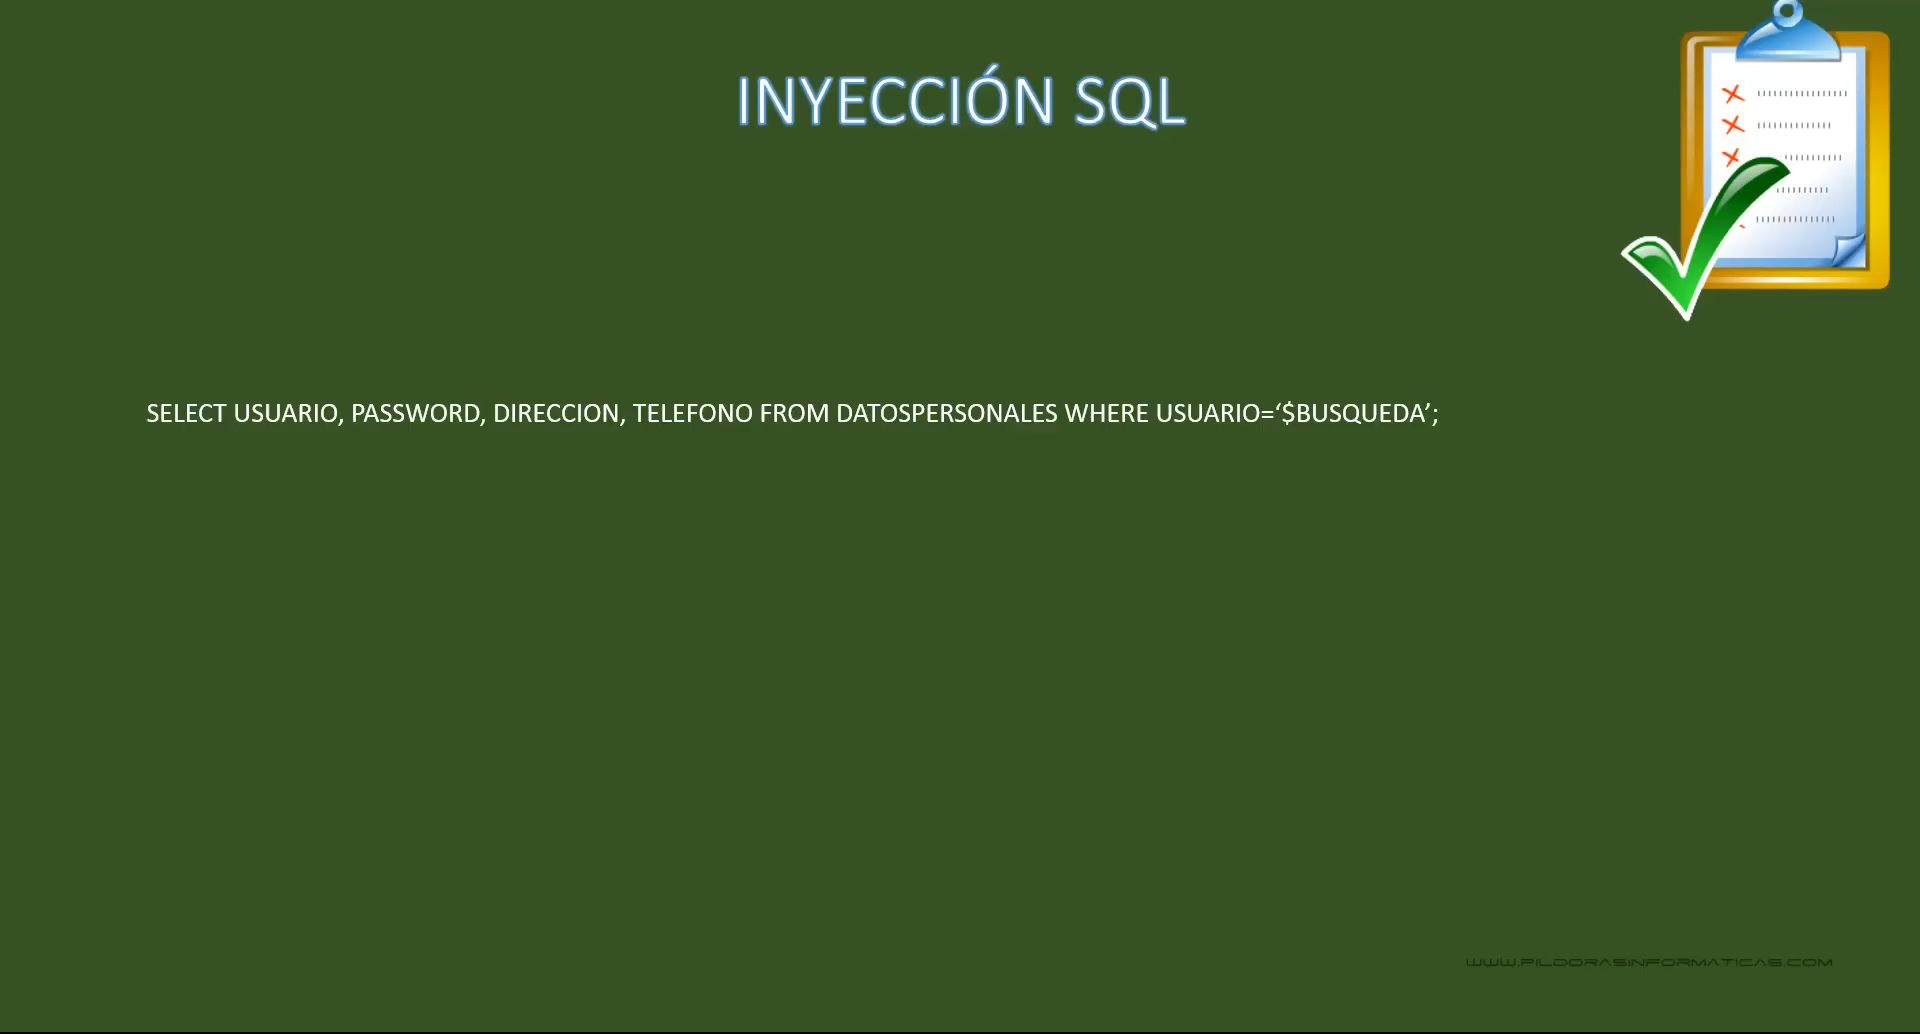 INYECCIÓN SQL
SELECT USUARIO, PASSWORD, DIRECCION, TELEFONO FROM DATOSPERSONALES WHERE USUARIO=‘$BUSQUEDA’;
WWW.PILDORASINFORMATICAS.COM